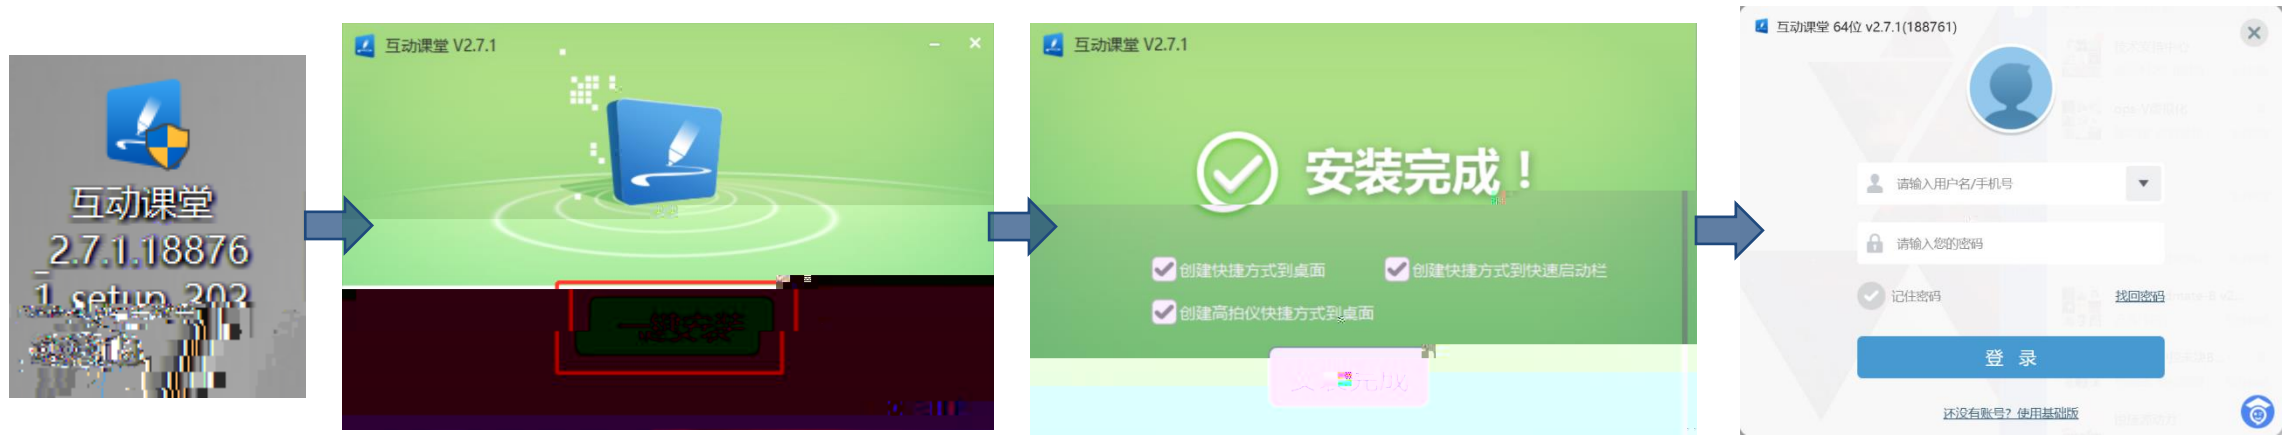 互动课堂
_2.7.1.18876
1_setup_202
互动课堂 V2.7.1
一键安装
互动课堂 V2.7.1
安装完成！
创建快捷方式到桌面
创建快捷方式到快速启动栏
创建高拍仪快捷方式到桌面
安装完成
互动课堂 64位 v2.7.1(188761)
请输入用户名/手机号
请输入您的密码
记住密码
找回密码
登 录
还没有账号？使用基础版